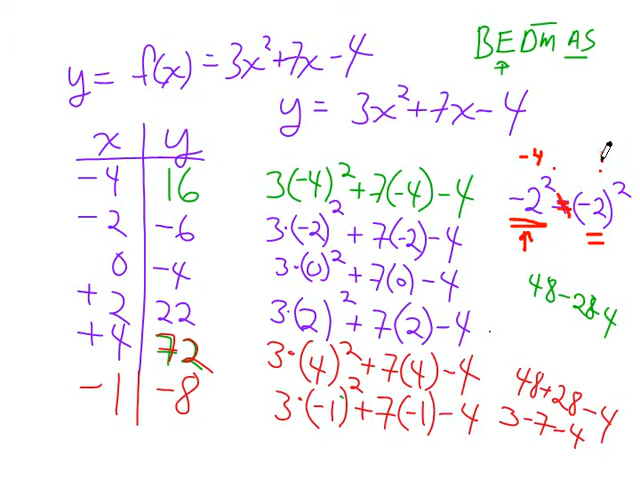 BEDmAS
y = f(x) = 3x²+7x-4
y = 3x²+7x-4
x y
-4 16 3(-4)²+7(-4)-4
-4
-2² ≠ (-2)²
-2 -6 3·(-2)²+7(-2)-4
0 -4 3·(0)²+7(0)-4
48-28-4
+2 22 3·(2)²+7(2)-4
+4 72 3·(4)²+7(4)-4
48+28-4
-1 -8 3·(-1)²+7(-1)-4
3-7-4